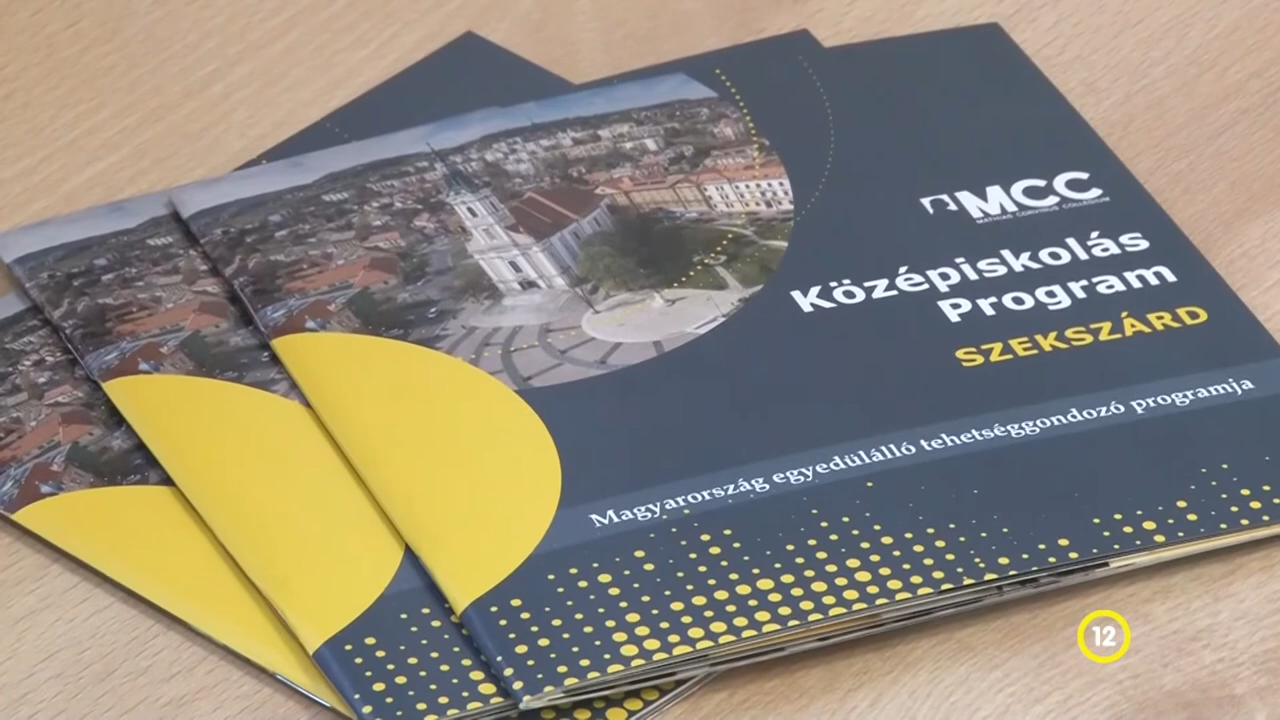 MCC
MATHIAS CORVINUS COLLEGIUM
Középiskolás
Program
SZEKSZÁRD
Magyarország egyedülálló tehetséggondozó programja
12